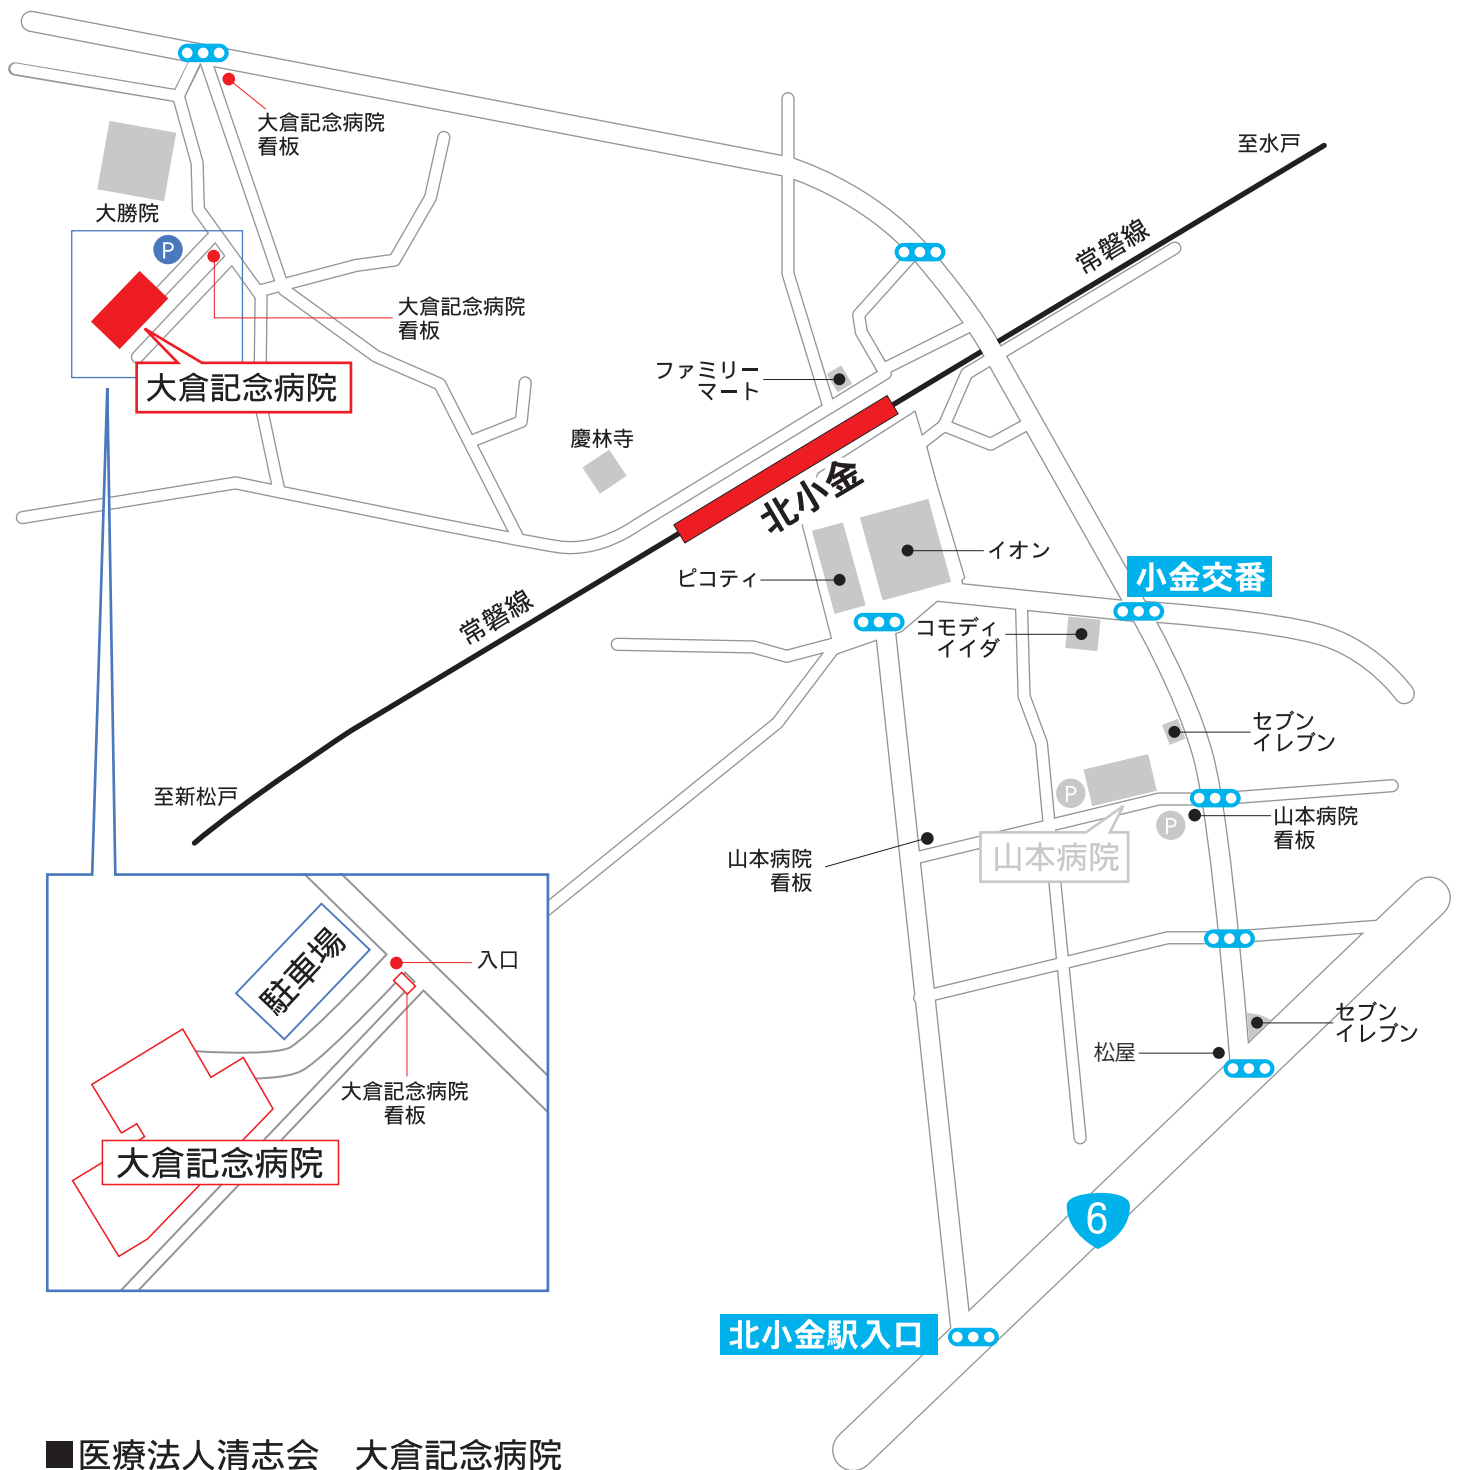 大倉記念病院
看板
至水戸
大勝院
常磐線
P
大倉記念病院
看板
大倉記念病院
ファミリー
マート
慶林寺
北小金
イオン
ピコティ
小金交番
常磐線
コモディ
イイダ
セブン
イレブン
至新松戸
P
山本病院
看板
P
山本病院
看板
山本病院
駐車場
入口
セブン
イレブン
松屋
大倉記念病院
看板
大倉記念病院
6
北小金駅入口
■医療法人清志会　大倉記念病院